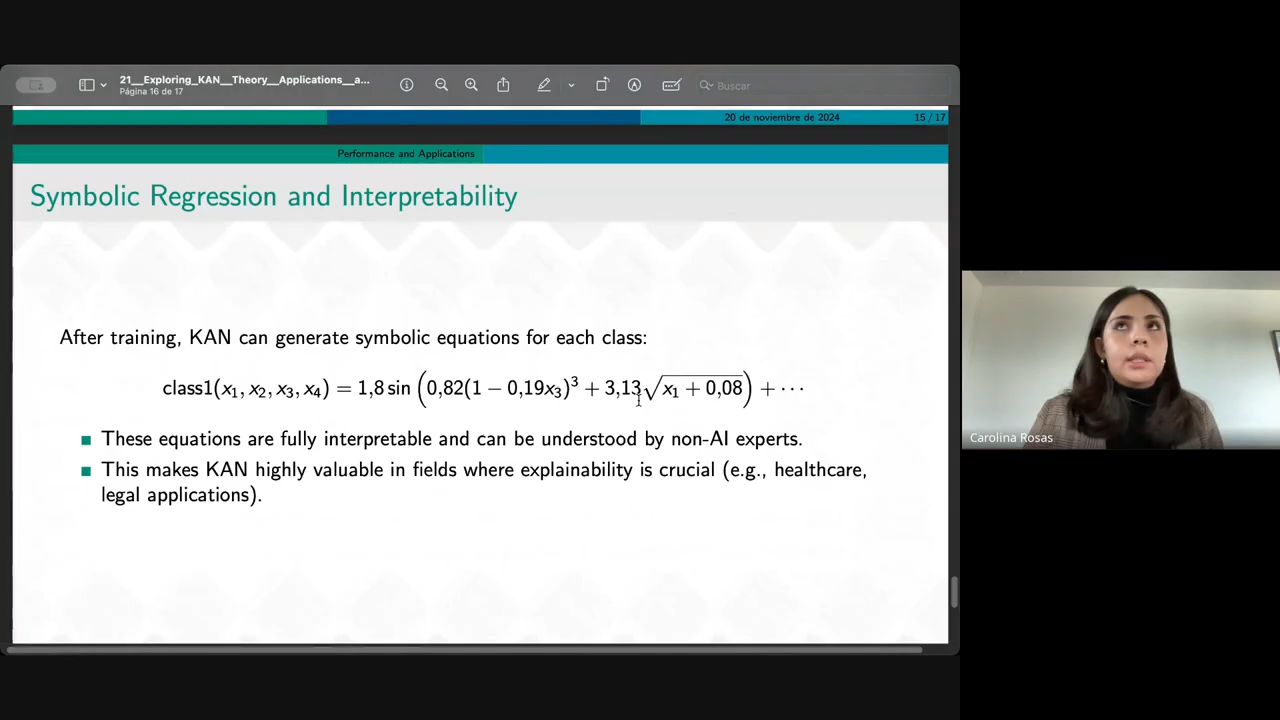 21__Exploring_KAN__Theory__Applications__a...
Página 16 de 17
Buscar
20 de noviembre de 2024 15 / 17
Performance and Applications
Symbolic Regression and Interpretability
After training, KAN can generate symbolic equations for each class:
class1(x₁, x₂, x₃, x₄) = 1,8 sin (0,82(1 − 0,19x₃)³ + 3,13√(x₁ + 0,08)) + ⋯
These equations are fully interpretable and can be understood by non-AI experts.
This makes KAN highly valuable in fields where explainability is crucial (e.g., healthcare,
legal applications).
Carolina Rosas